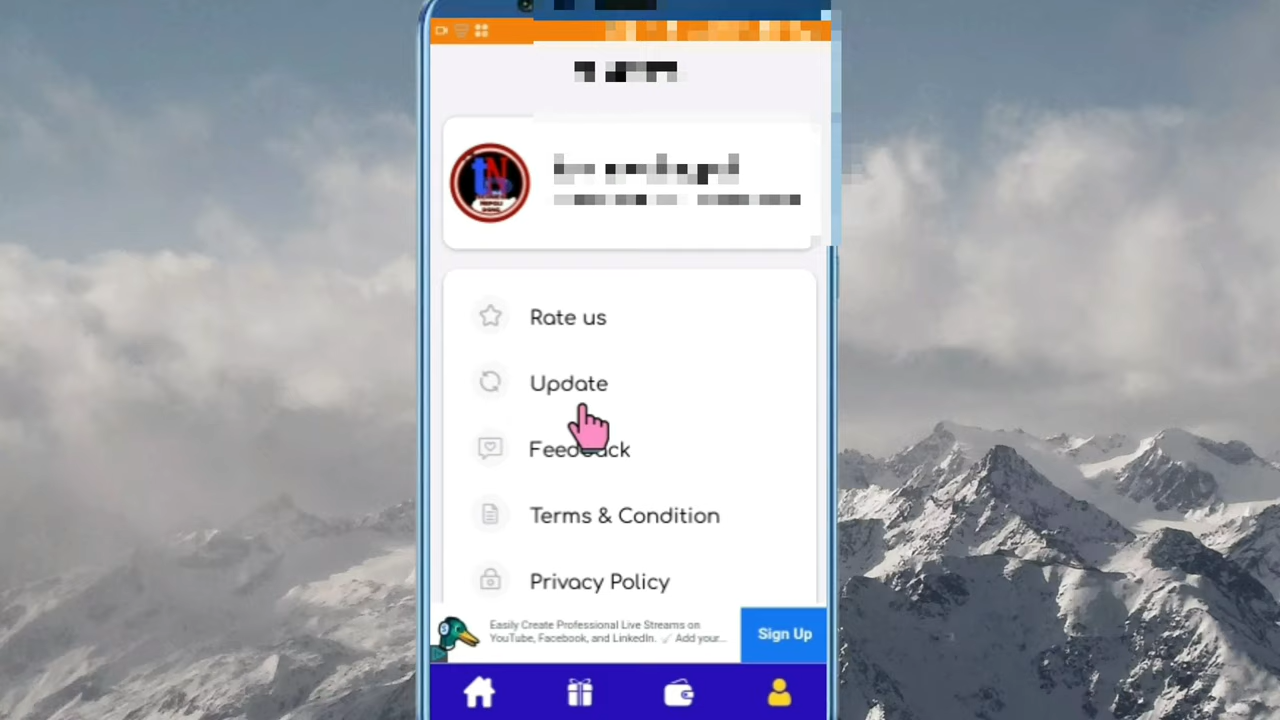 Rate us
Update
Feedback
Terms & Condition
Privacy Policy
Easily Create Professional Live Streams on
YouTube, Facebook, and LinkedIn. ✓ Add your...
Sign Up